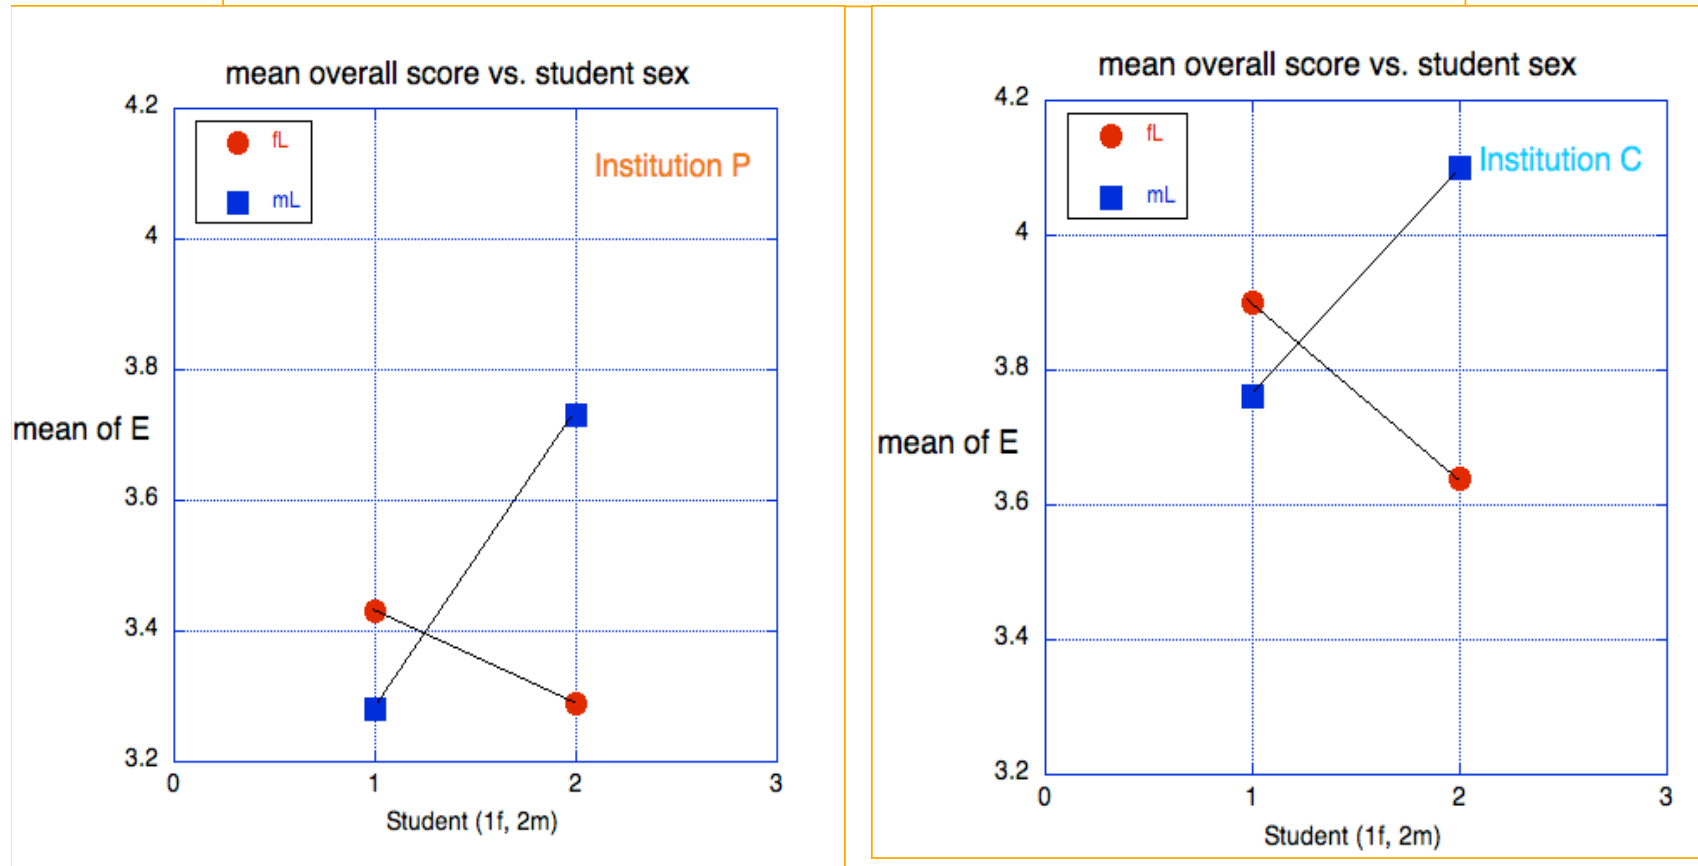 mean overall score vs. student sex
4.2
fL
Institution P
mL
4
3.8
mean of E
3.6
3.4
3.2
0 1 2 3
Student (1f, 2m)
mean overall score vs. student sex
4.2
fL
Institution C
mL
4
3.8
mean of E
3.6
3.4
3.2
0 1 2 3
Student (1f, 2m)